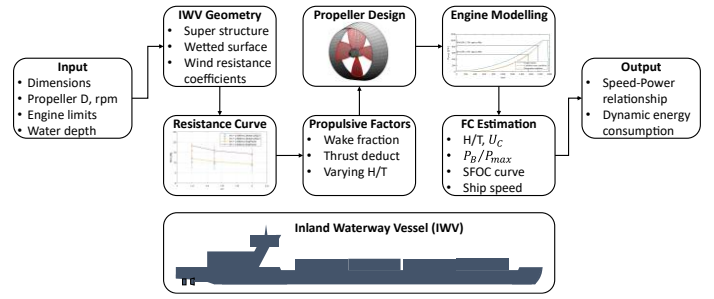 Input
• Dimensions
• Propeller D, rpm
• Engine limits
• Water depth
IWV Geometry
• Super structure
• Wetted surface
• Wind resistance
coefficients
Resistance Curve
Propulsive Factors
• Wake fraction
• Thrust deduct
• Varying H/T
Propeller Design
Engine Modelling
FC Estimation
• H/T, U_C
• P_B/P_max
• SFOC curve
• Ship speed
Output
• Speed-Power
relationship
• Dynamic energy
consumption
Inland Waterway Vessel (IWV)